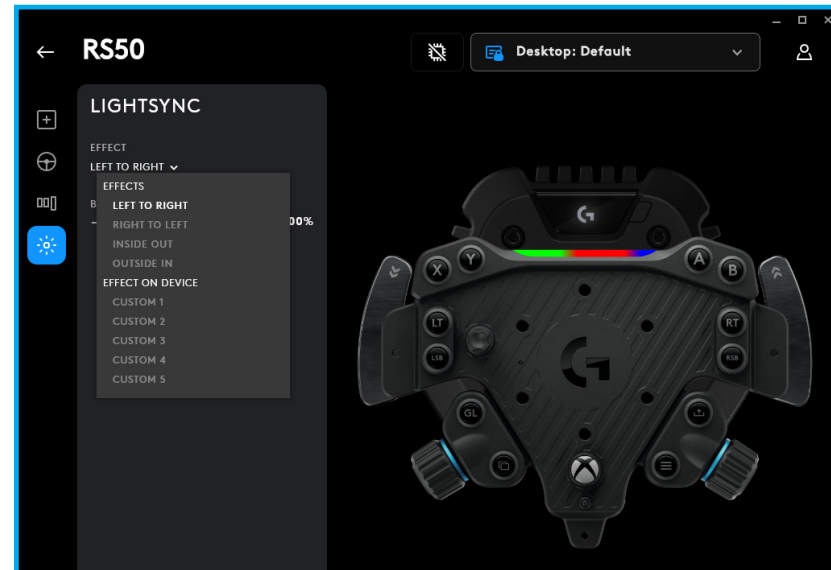 RS50
Desktop: Default
LIGHTSYNC
EFFECT
LEFT TO RIGHT
EFFECTS
LEFT TO RIGHT
RIGHT TO LEFT
INSIDE OUT
OUTSIDE IN
EFFECT ON DEVICE
CUSTOM 1
CUSTOM 2
CUSTOM 3
CUSTOM 4
CUSTOM 5
B
00%
X
Y
A
B
LT
RT
LSB
RSB
GL